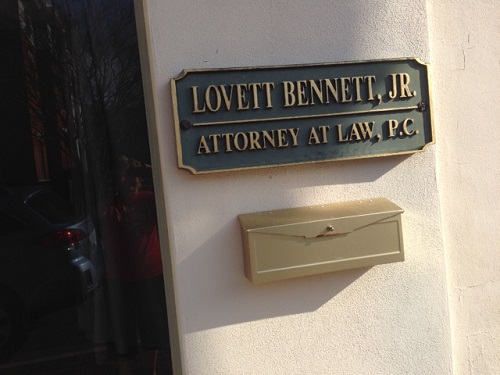 LOVETT BENNETT, JR.
ATTORNEY AT LAW, P.C.